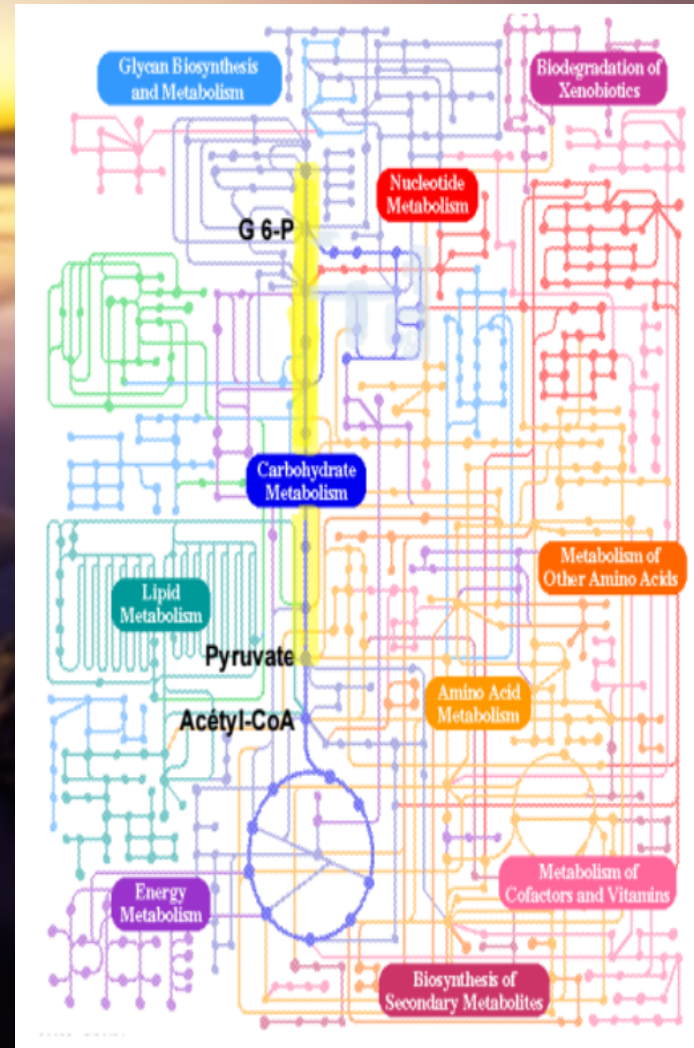 Glycan Biosynthesis
and Metabolism
Biodegradation of
Xenobiotics
Nucleotide
Metabolism
G 6-P
Carbohydrate
Metabolism
Metabolism of
Other Amino Acids
Lipid
Metabolism
Pyruvate
Amino Acid
Metabolism
Acétyl-CoA
Metabolism of
Cofactors and Vitamins
Energy
Metabolism
Biosynthesis of
Secondary Metabolites